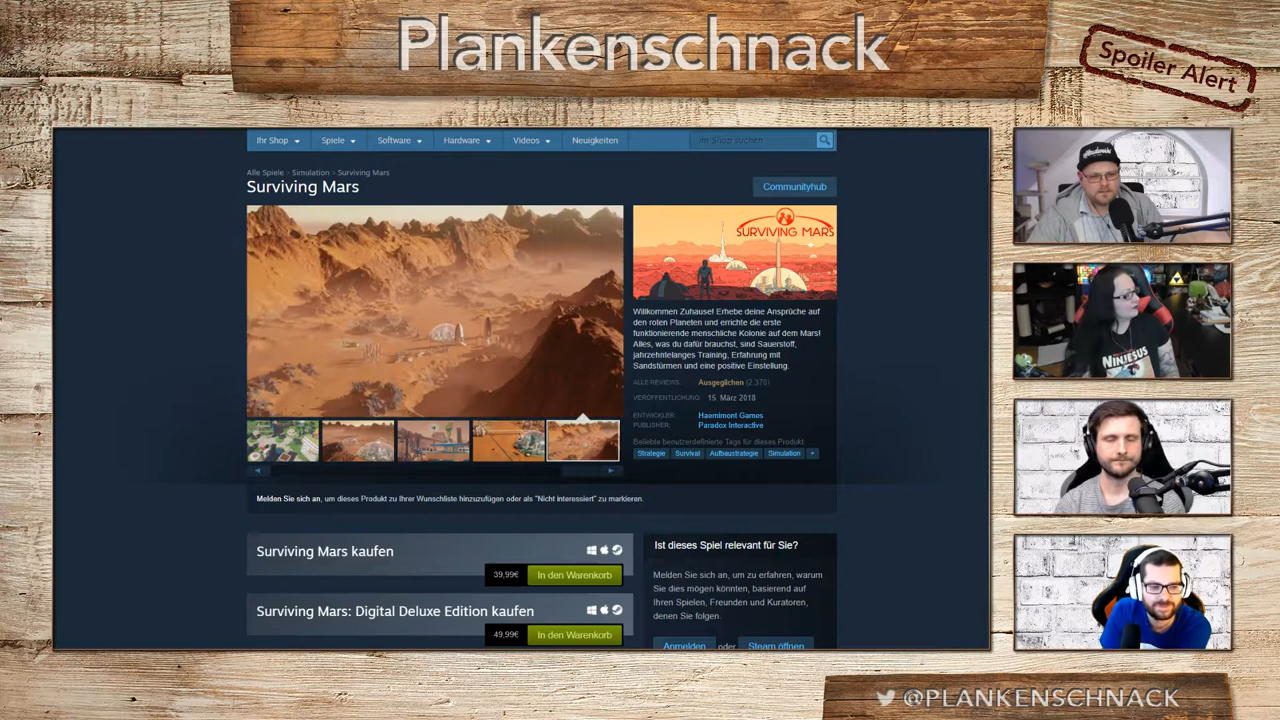 Plankenschnack
Spoiler Alert
Ihr Shop
Spiele
Software
Hardware
Videos
Neuigkeiten
im Shop suchen
Alle Spiele > Simulation > Surviving Mars
Surviving Mars
Communityhub
SURVIVING MARS
Willkommen Zuhause! Erhebe deine Ansprüche auf
den roten Planeten und errichte die erste
funktionierende menschliche Kolonie auf dem Mars!
Alles, was du dafür brauchst, sind Sauerstoff,
jahrzehntelanges Training, Erfahrung mit
Sandstürmen und eine positive Einstellung.
ALLE REVIEWS: Ausgeglichen (2,370)
VERÖFFENTLICHUNG: 15. März 2018
ENTWICKLER: Haemimont Games
PUBLISHER: Paradox Interactive
Beliebte benutzerdefinierte Tags für dieses Produkt:
Strategie Survival Aufbaustrategie Simulation +
Melden Sie sich an, um dieses Produkt zu Ihrer Wunschliste hinzuzufügen oder als "Nicht interessiert" zu markieren.
Surviving Mars kaufen
39,99€ In den Warenkorb
Surviving Mars: Digital Deluxe Edition kaufen
49,99€ In den Warenkorb
Ist dieses Spiel relevant für Sie?
Melden Sie sich an, um zu erfahren, warum
Sie dies mögen könnten, basierend auf
Ihren Spielen, Freunden und Kuratoren,
denen Sie folgen.
Anmelden oder Steam öffnen
NINJESUS
@PLANKENSCHNACK